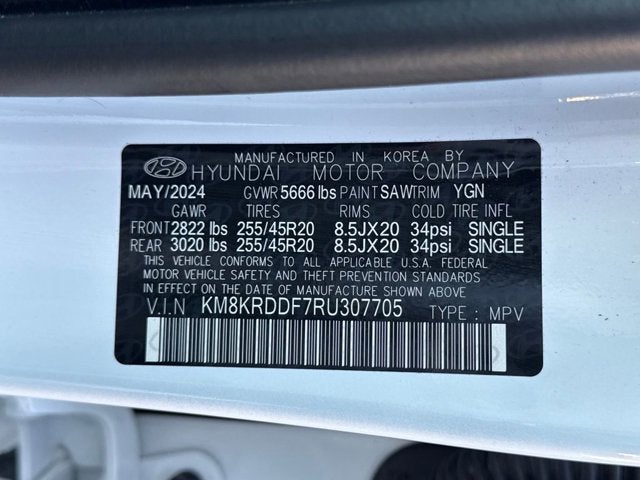 MANUFACTURED IN KOREA BY
HYUNDAI MOTOR COMPANY
MAY/2024 GVWR 5666 lbs PAINT SAW TRIM YGN
GAWR TIRES RIMS COLD TIRE INFL
FRONT 2822 lbs 255/45R20 8.5JX20 34psi SINGLE
REAR 3020 lbs 255/45R20 8.5JX20 34psi SINGLE
THIS VEHICLE CONFORMS TO ALL APPLICABLE U.S.A. FEDERAL
MOTOR VEHICLE SAFETY AND THEFT PREVENTION STANDARDS
IN EFFECT ON THE DATE OF MANUFACTURE SHOWN ABOVE.
V.I.N KM8KRDDF7RU307705 TYPE : MPV